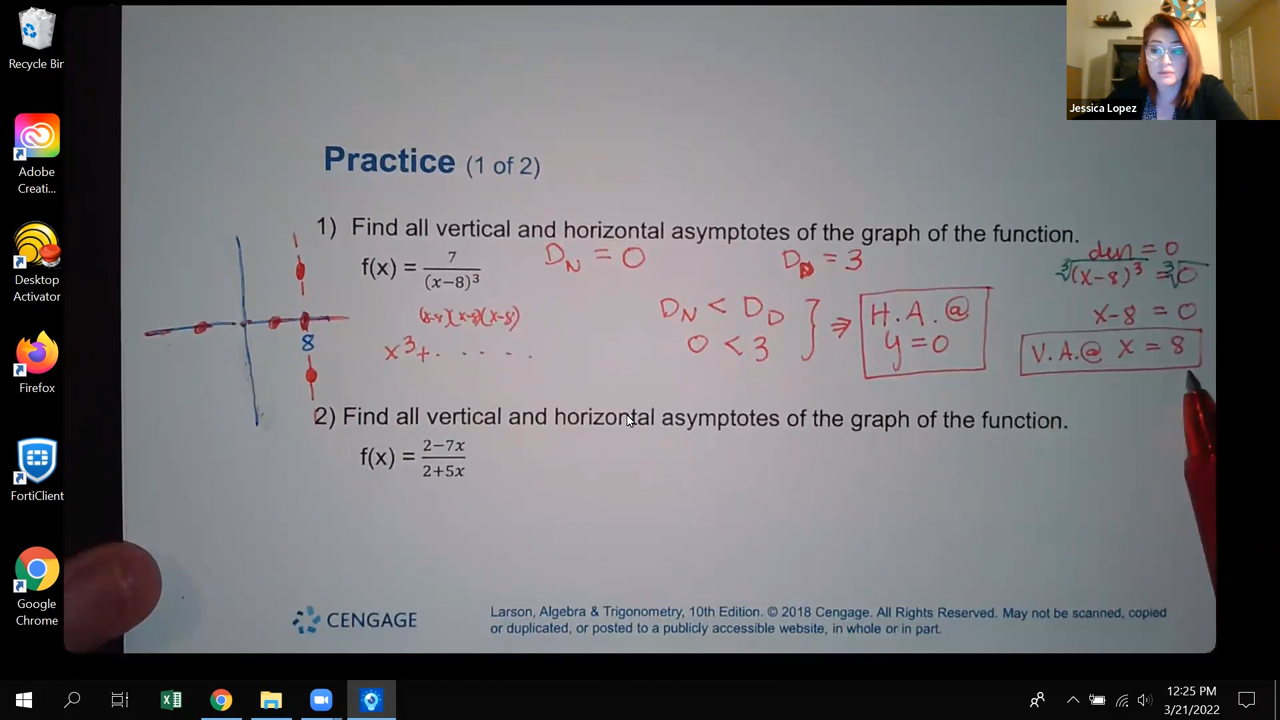 Recycle Bin
Adobe
Creati...
Desktop
Activator
Firefox
FortiClient
Google
Chrome
Jessica Lopez
Practice (1 of 2)
1) Find all vertical and horizontal asymptotes of the graph of the function.
f(x) = 7/(x−8)³
(x-8)(x-8)(x-8)
x³+ . . . . .
D_N = 0
D_D = 3
D_N < D_D
0 < 3
⇒
H.A.@
y=0
den = 0
∛(x-8)³ = ∛0
x-8 = 0
V.A.@ x = 8
8
2) Find all vertical and horizontal asymptotes of the graph of the function.
f(x) = 2−7x/2+5x
CENGAGE
Larson, Algebra & Trigonometry, 10th Edition. © 2018 Cengage. All Rights Reserved. May not be scanned, copied
or duplicated, or posted to a publicly accessible website, in whole or in part.
12:25 PM
3/21/2022